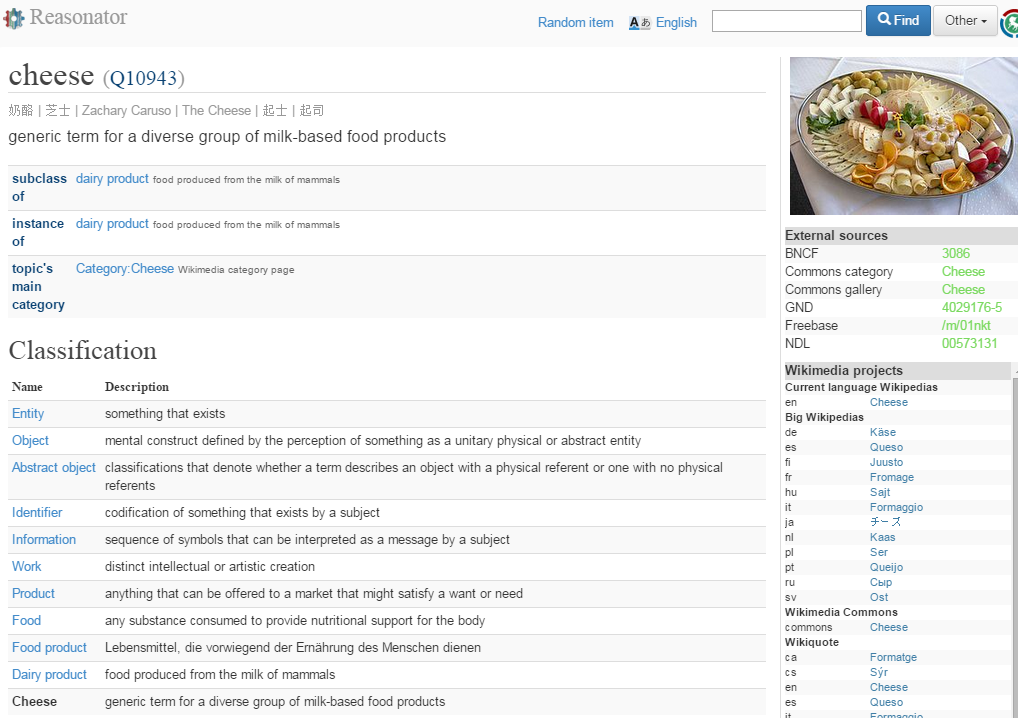 Reasonator
Random item
Aあ English
Find
Other
cheese (Q10943)
奶酪 | 芝士 | Zachary Caruso | The Cheese | 起士 | 起司
generic term for a diverse group of milk-based food products
subclass of dairy product food produced from the milk of mammals
instance of dairy product food produced from the milk of mammals
topic's main category Category:Cheese Wikimedia category page
Classification
Name Description
Entity something that exists
Object mental construct defined by the perception of something as a unitary physical or abstract entity
Abstract object classifications that denote whether a term describes an object with a physical referent or one with no physical
referents
Identifier codification of something that exists by a subject
Information sequence of symbols that can be interpreted as a message by a subject
Work distinct intellectual or artistic creation
Product anything that can be offered to a market that might satisfy a want or need
Food any substance consumed to provide nutritional support for the body
Food product Lebensmittel, die vorwiegend der Ernährung des Menschen dienen
Dairy product food produced from the milk of mammals
Cheese generic term for a diverse group of milk-based food products
External sources
BNCF 3086
Commons category Cheese
Commons gallery Cheese
GND 4029176-5
Freebase /m/01nkt
NDL 00573131
Wikimedia projects
Current language Wikipedias
en Cheese
Big Wikipedias
de Käse
es Queso
fi Juusto
fr Fromage
hu Sajt
it Formaggio
ja チーズ
nl Kaas
pl Ser
pt Queijo
ru Сыр
sv Ost
Wikimedia Commons
commons Cheese
Wikiquote
ca Formatge
cs Sýr
en Cheese
es Queso
it Formaggio